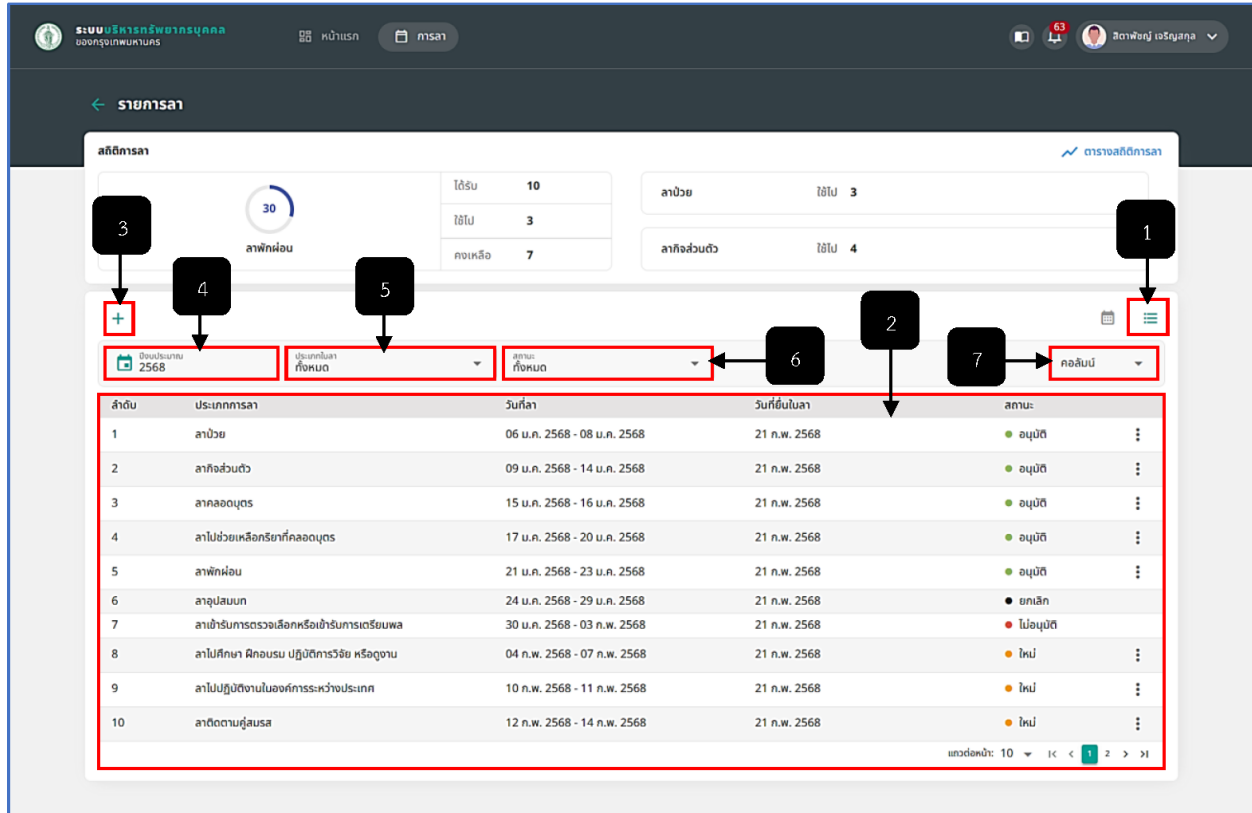 ระบบบริหารทรัพยากรบุคคล
ของกรุงเทพมหานคร
หน้าแรก
การลา
63
สิตาพัชญ์ เจริญสกุล
รายการลา
สถิติการลา
ตารางสถิติการลา
30
ลาพักผ่อน
ได้รับ 10
ใช้ไป 3
คงเหลือ 7
ลาป่วย ใช้ไป 3
ลากิจส่วนตัว ใช้ไป 4
3
1
4
5
2
6
7
ปีงบประมาณ
2568
ประเภทใบลา
ทั้งหมด
สถานะ
ทั้งหมด
คอลัมน์
ลำดับ ประเภทการลา วันที่ลา วันที่ยื่นใบลา สถานะ
1 ลาป่วย 06 ม.ค. 2568 - 08 ม.ค. 2568 21 ก.พ. 2568 อนุมัติ
2 ลากิจส่วนตัว 09 ม.ค. 2568 - 14 ม.ค. 2568 21 ก.พ. 2568 อนุมัติ
3 ลาคลอดบุตร 15 ม.ค. 2568 - 16 ม.ค. 2568 21 ก.พ. 2568 อนุมัติ
4 ลาไปช่วยเหลือภริยาที่คลอดบุตร 17 ม.ค. 2568 - 20 ม.ค. 2568 21 ก.พ. 2568 อนุมัติ
5 ลาพักผ่อน 21 ม.ค. 2568 - 23 ม.ค. 2568 21 ก.พ. 2568 อนุมัติ
6 ลาอุปสมบท 24 ม.ค. 2568 - 29 ม.ค. 2568 21 ก.พ. 2568 ยกเลิก
7 ลาเข้ารับการตรวจเลือกหรือเข้ารับการเตรียมพล 30 ม.ค. 2568 - 03 ก.พ. 2568 21 ก.พ. 2568 ไม่อนุมัติ
8 ลาไปศึกษา ฝึกอบรม ปฏิบัติการวิจัย หรือดูงาน 04 ก.พ. 2568 - 07 ก.พ. 2568 21 ก.พ. 2568 ใหม่
9 ลาไปปฏิบัติงานในองค์การระหว่างประเทศ 10 ก.พ. 2568 - 11 ก.พ. 2568 21 ก.พ. 2568 ใหม่
10 ลาติดตามคู่สมรส 12 ก.พ. 2568 - 14 ก.พ. 2568 21 ก.พ. 2568 ใหม่
แถวต่อหน้า: 10 1 2